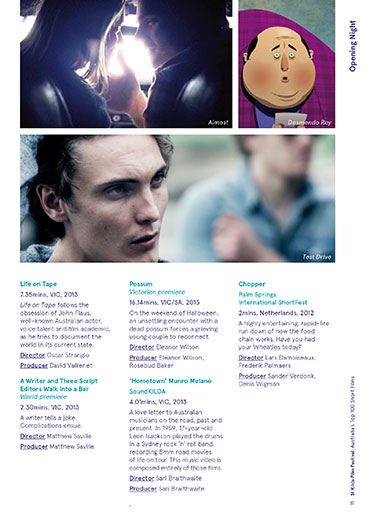 Opening Night
Almost
Desmondo Ray
Test Drive
Life on Tape
7.35mins, VIC, 2013
Life on Tape follows the
obsession of John Flaus,
well-known Australian actor,
voice talent and film academic,
as he tries to document the
world in its current state.
Director Oscar Strangio
Producer David Valkenet
A Writer and Three Script
Editors Walk Into a Bar
World premiere
2.30mins, VIC, 2013
A writer tells a joke.
Complications ensue.
Director Matthew Saville
Producer Matthew Saville
Possum
Victorian premiere
16.14mins, VIC/SA, 2013
On the weekend of Halloween,
an unsettling encounter with a
dead possum forces a grieving
young couple to reconnect.
Director Eleanor Wilson
Producer Eleanor Wilson,
Rosebud Baker
'Hometown' Munro Melano
SoundKILDA
4.01mins, VIC, 2013
A love letter to Australian
musicians on the road, past and
present. In 1959, 17-year-old
Leon Isackson played the drums
in a Sydney rock 'n' roll band,
recording 8mm road movies
of life on tour. This music video is
composed entirely of those films.
Director Sari Braithwaite
Producer Sari Braithwaite
Chopper
Palm Springs
International ShortFest
2mins, Netherlands, 2012
A highly entertaining, rapid-fire
run down of how the food
chain works. Have you had
your Wheaties today?
Director Lars Damoiseaux,
Frederik Palmaers
Producer Sander Verdonk,
Denis Wigman
St Kilda Film Festival Australia's Top 100 Short Films
11